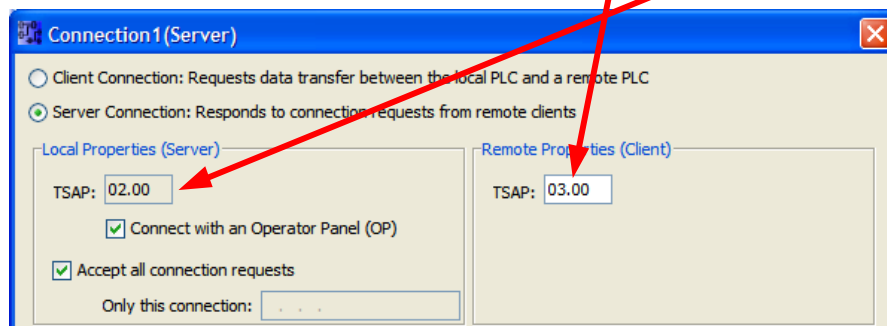 Connection1(Server)
Client Connection: Requests data transfer between the local PLC and a remote PLC
Server Connection: Responds to connection requests from remote clients
Local Properties (Server)
Remote Properties (Client)
TSAP: 02.00
TSAP: 03.00
Connect with an Operator Panel (OP)
Accept all connection requests
Only this connection: . . .